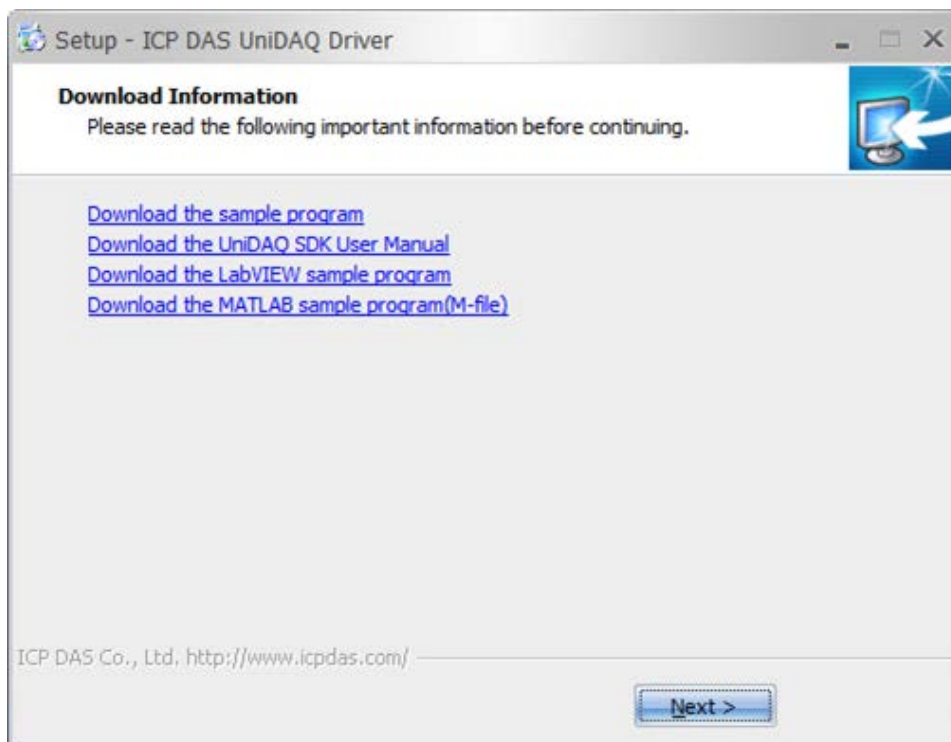 Setup - ICP DAS UniDAQ Driver
Download Information
Please read the following important information before continuing.
Download the sample program
Download the UniDAQ SDK User Manual
Download the LabVIEW sample program
Download the MATLAB sample program(M-file)
ICP DAS Co., Ltd. http://www.icpdas.com/
Next >